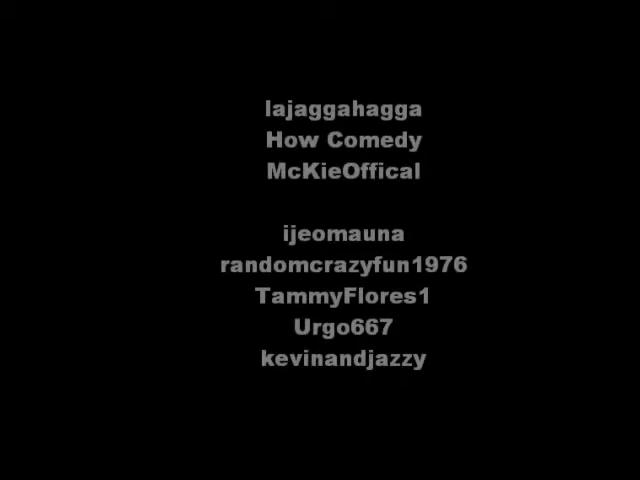 lajaggahagga
How Comedy
McKieOffical
ijeomauna
randomcrazyfun1976
TammyFlores1
Urgo667
kevinandjazzy